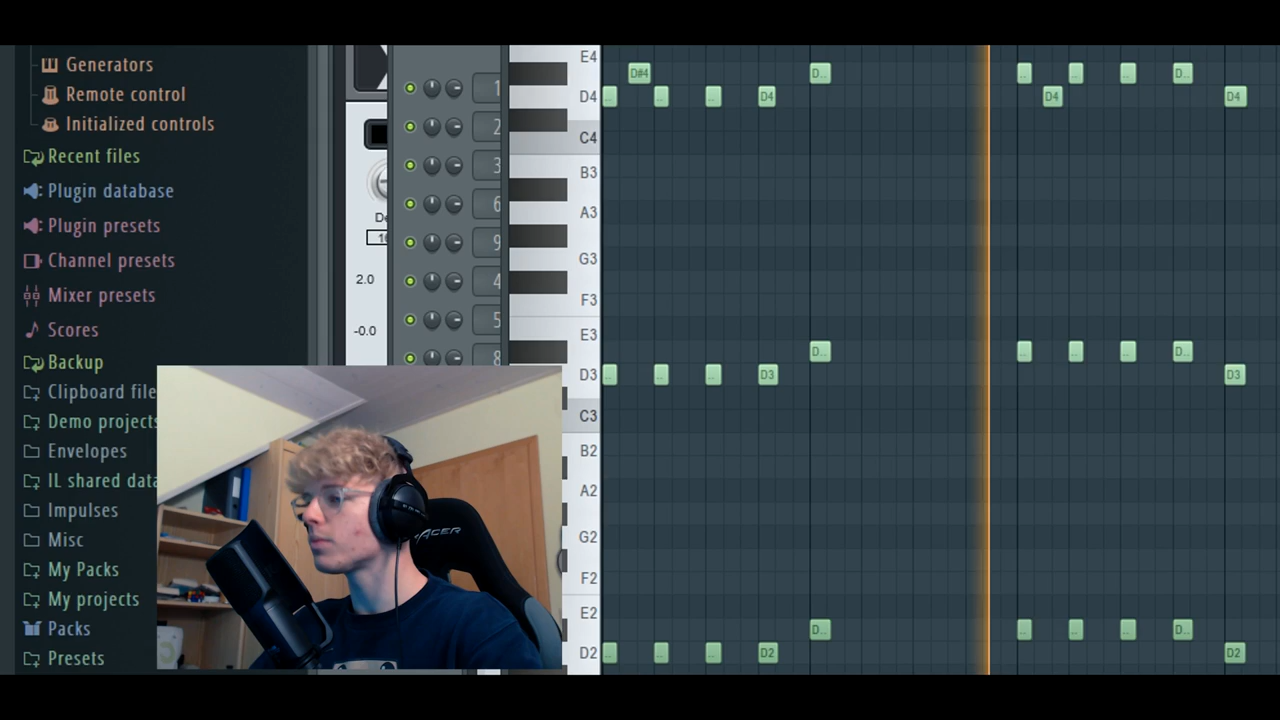 Generators
Remote control
Initialized controls
Recent files
Plugin database
Plugin presets
Channel presets
Mixer presets
Scores
Backup
Clipboard file
Demo projects
Envelopes
IL shared data
Impulses
Misc
My Packs
My projects
Packs
Presets
2.0
-0.0
1
2
3
6
9
4
5
8
E4
D4
C4
B3
A3
G3
F3
E3
D3
C3
B2
A2
G2
F2
E2
D2
D#4
D..
.. .. .. D..
.. .. .. D4
D4
D4
D..
.. .. .. D..
.. .. .. D3
D3
D..
.. .. .. D..
.. .. .. D2
D2